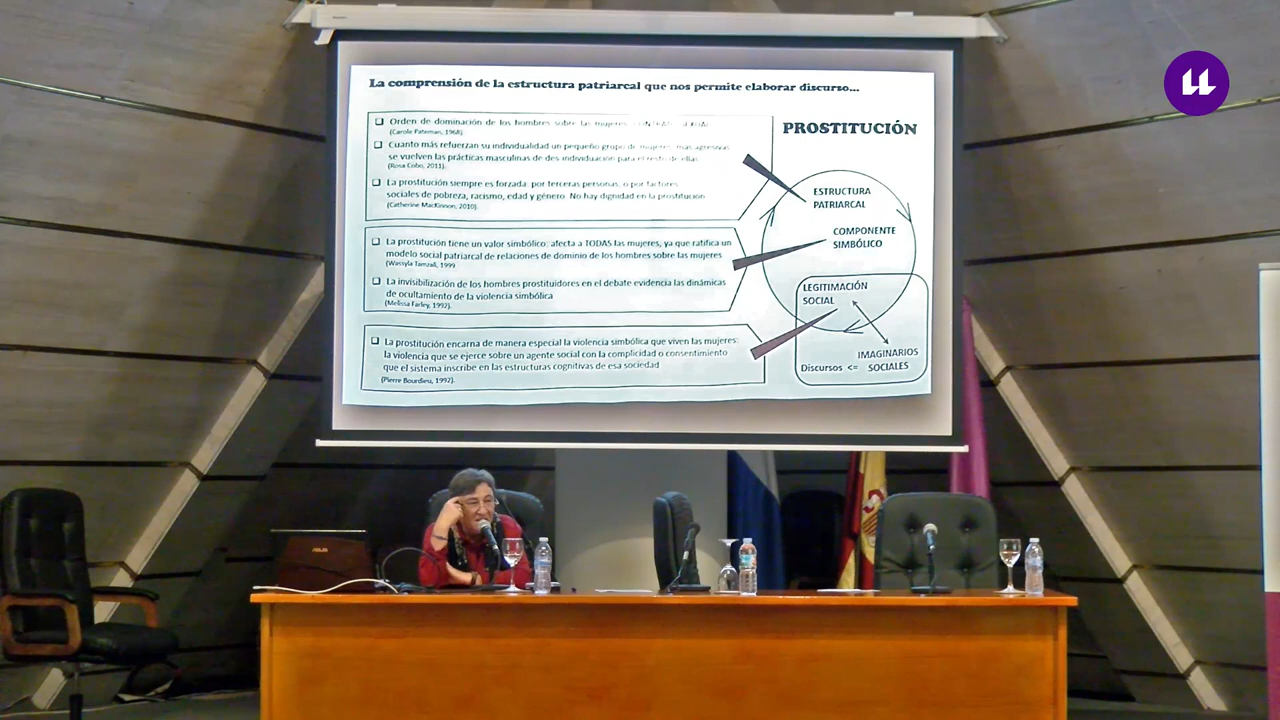 La comprensión de la estructura patriarcal que nos permite elaborar discurso...
❑ Orden de dominación de los hombres sobre las mujeres
(Carole Pateman, 1968).
❑ Cuanto más refuerzan su individualidad un pequeño grupo de mujeres, más agresivas
se vuelven las prácticas masculinas de des individuación para el resto de ellas
(Rosa Cobo, 2011).
❑ La prostitución siempre es forzada: por terceras personas, o por factores
sociales de pobreza, racismo, edad y género. No hay dignidad en la prostitución
(Catherine MacKinnon, 2010).
❑ La prostitución tiene un valor simbólico: afecta a TODAS las mujeres, ya que ratifica un
modelo social patriarcal de relaciones de dominio de los hombres sobre las mujeres
(Wassyla Tamzali, 1999
❑ La invisibilización de los hombres prostituidores en el debate evidencia las dinámicas
de ocultamiento de la violencia simbólica
(Melissa Farley, 1992).
❑ La prostitución encarna de manera especial la violencia simbólica que viven las mujeres:
la violencia que se ejerce sobre un agente social con la complicidad o consentimiento
que el sistema inscribe en las estructuras cognitivas de esa sociedad
(Pierre Bourdieu, 1992).
PROSTITUCIÓN
ESTRUCTURA
PATRIARCAL
COMPONENTE
SIMBÓLICO
LEGITIMACIÓN
SOCIAL
IMAGINARIOS
Discursos <= SOCIALES
ASUS